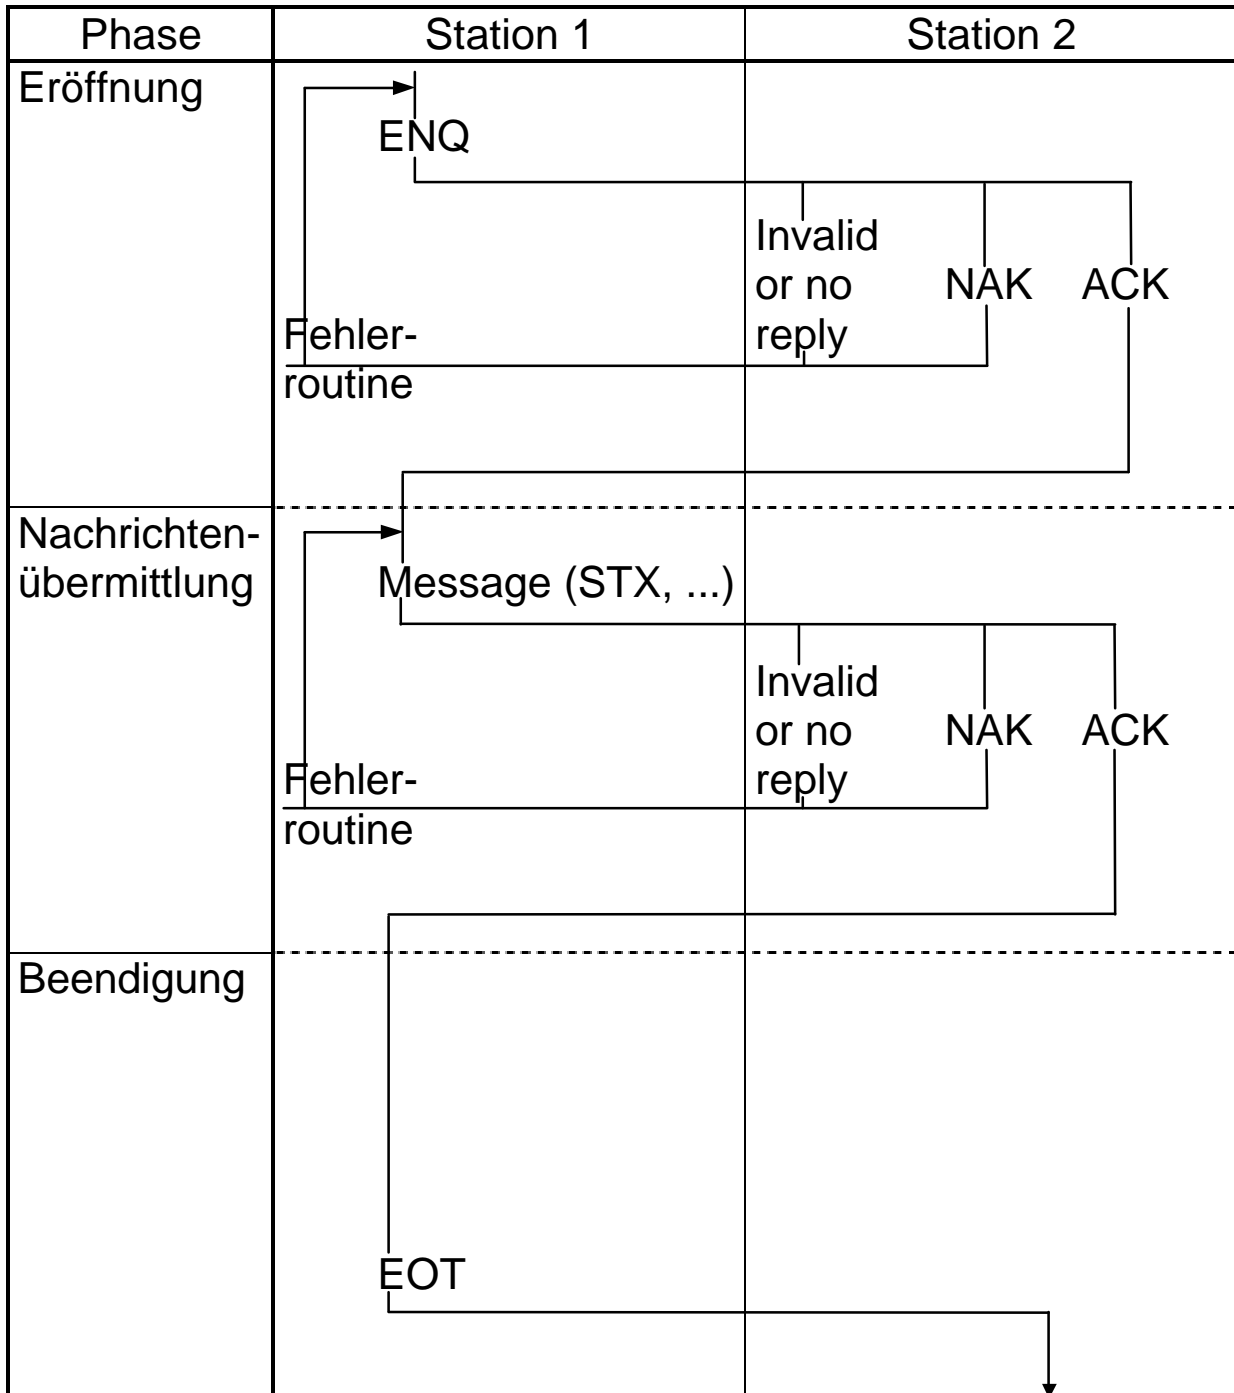 Phase Station 1 Station 2
Eröffnung
ENQ
Invalid
or no NAK ACK
Fehler- reply
routine
Nachrichten-
übermittlung Message (STX, ...)
Invalid
or no NAK ACK
Fehler- reply
routine
Beendigung
EOT